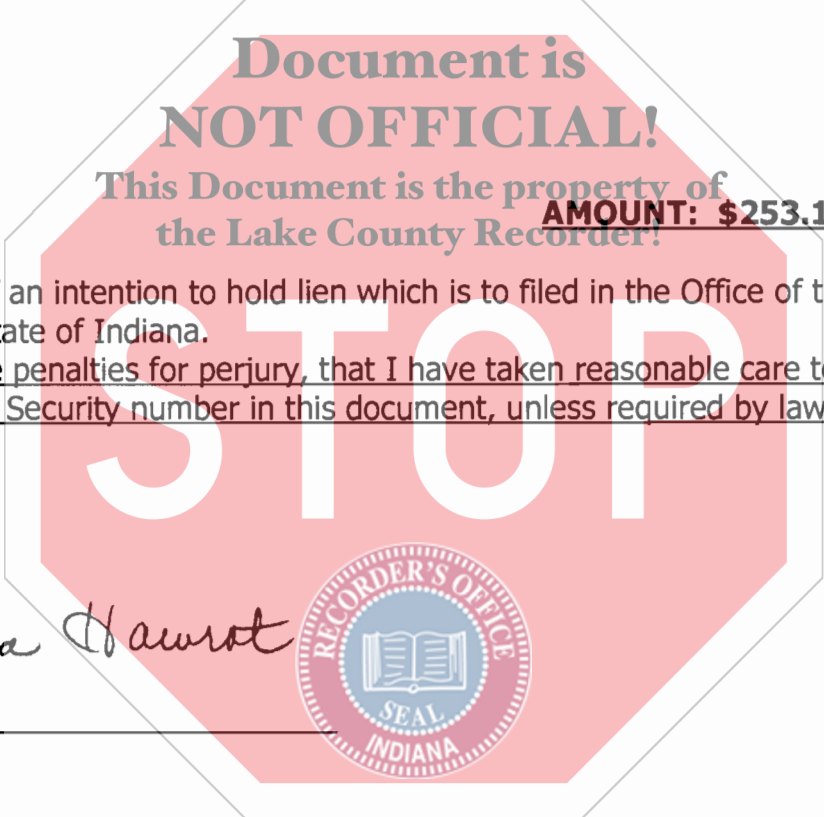 Document is
NOT OFFICIAL!
This Document is the property of
the Lake County Recorder!
AMOUNT: $253.1
an intention to hold lien which is to filed in the Office of t
ate of Indiana.
e penalties for perjury, that I have taken reasonable care to
Security number in this document, unless required by law
STOP
a Hawrot
RECORDER'S OFFICE
SEAL
INDIANA